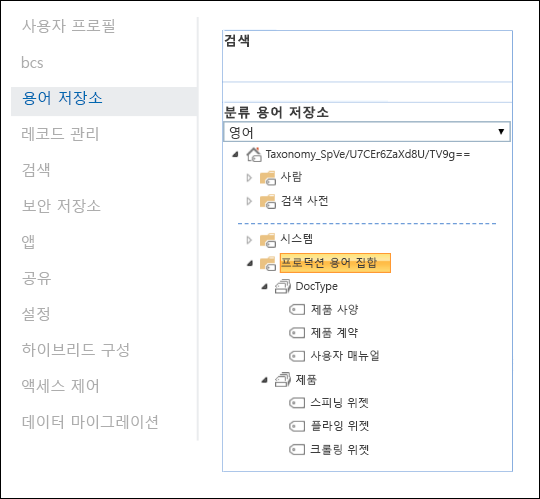 사용자 프로필
bcs
용어 저장소
레코드 관리
검색
보안 저장소
앱
공유
설정
하이브리드 구성
액세스 제어
데이터 마이그레이션
검색
분류 용어 저장소
영어
Taxonomy_SpVe/U7CEr6ZaXd8U/TV9g==
사람
검색 사전
시스템
프로덕션 용어 집합
DocType
제품 사양
제품 계약
사용자 매뉴얼
제품
스피닝 위젯
플라잉 위젯
크롤링 위젯